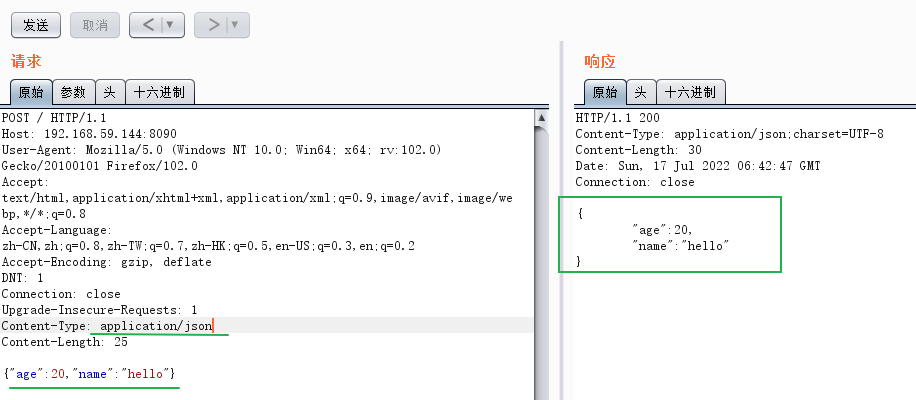 发送
取消
<
>
请求
原始
参数
头
十六进制
POST / HTTP/1.1
Host: 192.168.59.144:8090
User-Agent: Mozilla/5.0 (Windows NT 10.0; Win64; x64; rv:102.0)
Gecko/20100101 Firefox/102.0
Accept:
text/html,application/xhtml+xml,application/xml;q=0.9,image/avif,image/we
bp,*/*;q=0.8
Accept-Language:
zh-CN,zh;q=0.8,zh-TW;q=0.7,zh-HK;q=0.5,en-US;q=0.3,en;q=0.2
Accept-Encoding: gzip, deflate
DNT: 1
Connection: close
Upgrade-Insecure-Requests: 1
Content-Type: application/json
Content-Length: 25
{"age":20,"name":"hello"}
响应
原始
头
十六进制
HTTP/1.1 200
Content-Type: application/json;charset=UTF-8
Content-Length: 30
Date: Sun, 17 Jul 2022 06:42:47 GMT
Connection: close
{
"age":20,
"name":"hello"
}